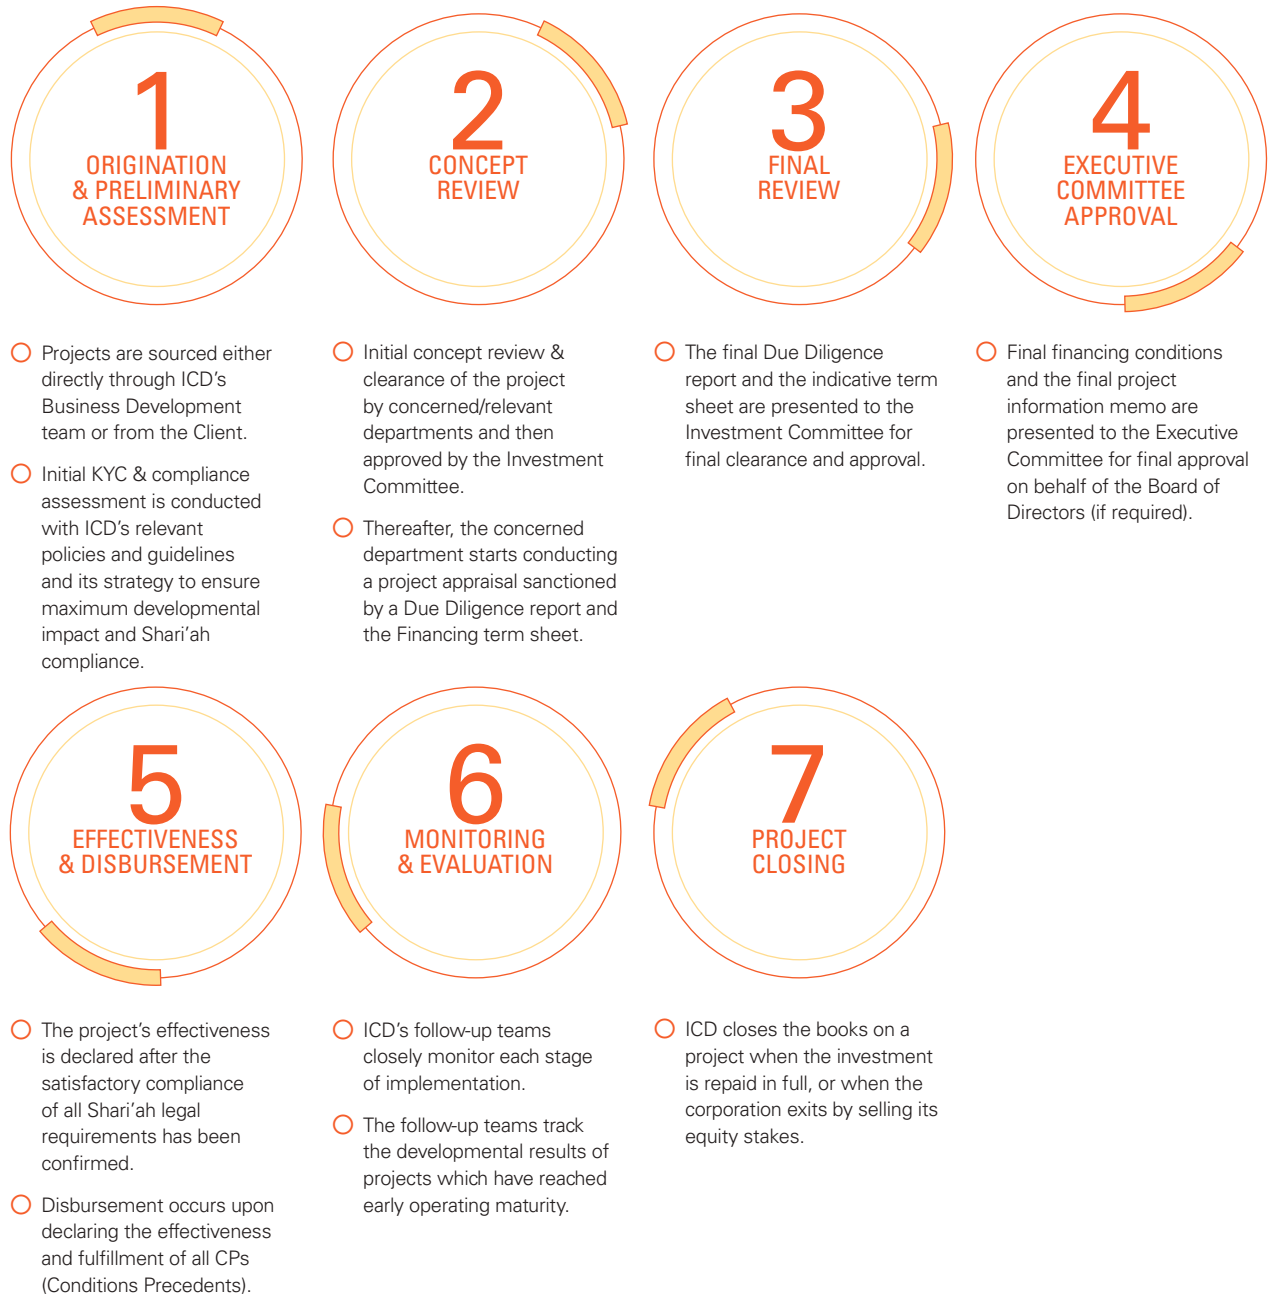 1
ORIGINATION
& PRELIMINARY
ASSESSMENT
Projects are sourced either
directly through ICD's
Business Development
team or from the Client.
Initial KYC & compliance
assessment is conducted
with ICD's relevant
policies and guidelines
and its strategy to ensure
maximum developmental
impact and Shari'ah
compliance.
2
CONCEPT
REVIEW
Initial concept review &
clearance of the project
by concerned/relevant
departments and then
approved by the Investment
Committee.
Thereafter, the concerned
department starts conducting
a project appraisal sanctioned
by a Due Diligence report and
the Financing term sheet.
3
FINAL
REVIEW
The final Due Diligence
report and the indicative term
sheet are presented to the
Investment Committee for
final clearance and approval.
4
EXECUTIVE
COMMITTEE
APPROVAL
Final financing conditions
and the final project
information memo are
presented to the Executive
Committee for final approval
on behalf of the Board of
Directors (if required).
5
EFFECTIVENESS
& DISBURSEMENT
The project's effectiveness
is declared after the
satisfactory compliance
of all Shari'ah legal
requirements has been
confirmed.
Disbursement occurs upon
declaring the effectiveness
and fulfillment of all CPs
(Conditions Precedents).
6
MONITORING
& EVALUATION
ICD's follow-up teams
closely monitor each stage
of implementation.
The follow-up teams track
the developmental results of
projects which have reached
early operating maturity.
7
PROJECT
CLOSING
ICD closes the books on a
project when the investment
is repaid in full, or when the
corporation exits by selling its
equity stakes.